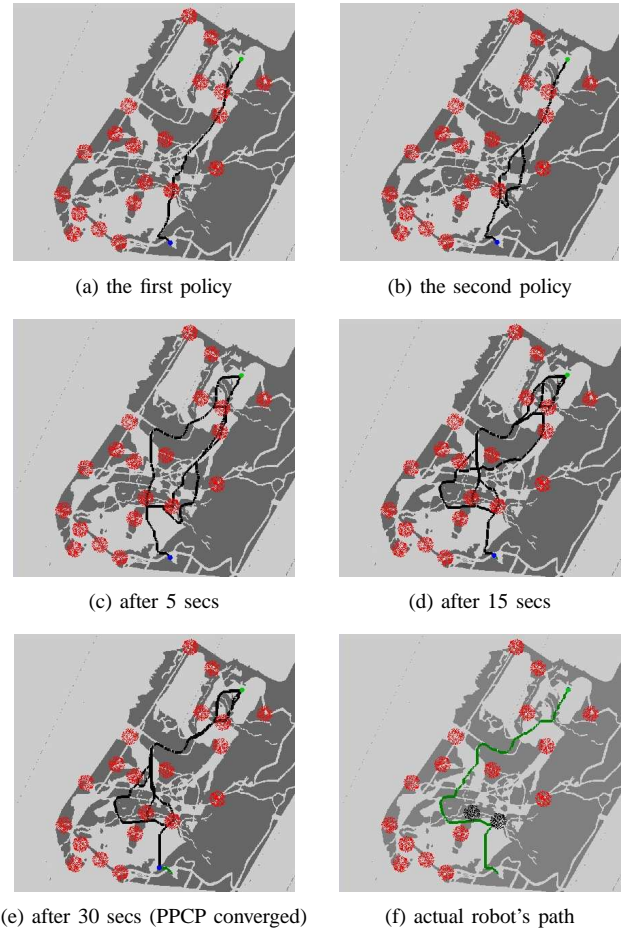 (a) the first policy
(b) the second policy
(c) after 5 secs
(d) after 15 secs
(e) after 30 secs (PPCP converged)
(f) actual robot's path